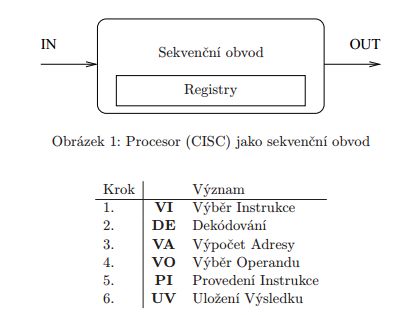 IN OUT
Sekvenční obvod
Registry
Obrázek 1: Procesor (CISC) jako sekvenční obvod
Krok Význam
1. VI Výběr Instrukce
2. DE Dekódování
3. VA Výpočet Adresy
4. VO Výběr Operandu
5. PI Provedení Instrukce
6. UV Uložení Výsledku